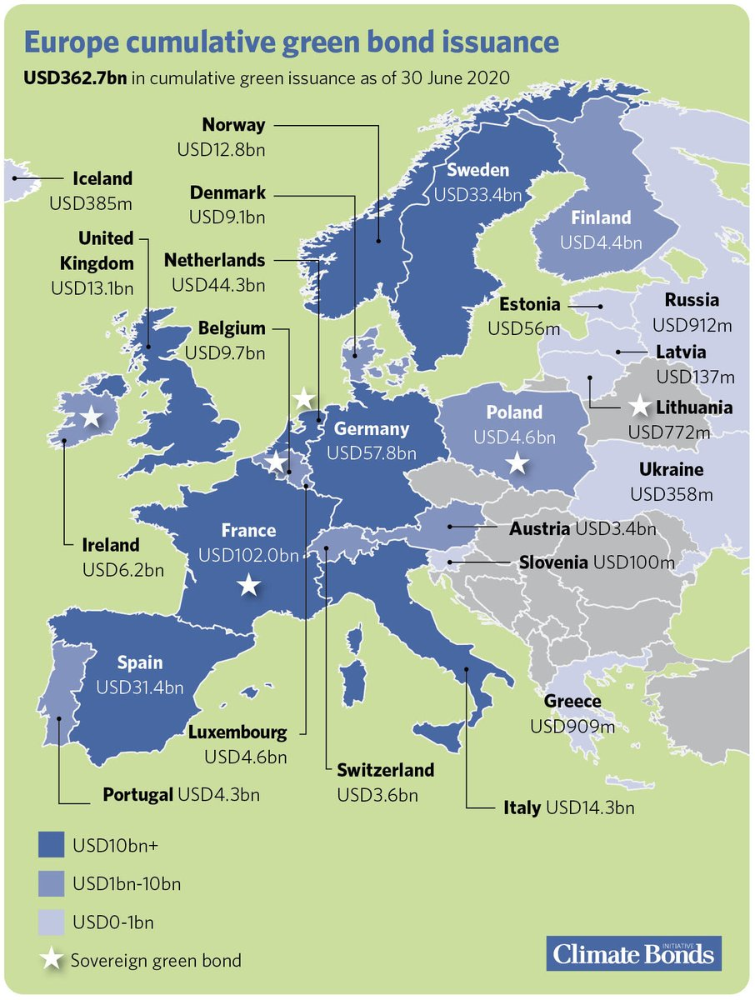 Europe cumulative green bond issuance
USD362.7bn in cumulative green issuance as of 30 June 2020
Norway
USD12.8bn
Iceland
USD385m
Sweden
USD33.4bn
Denmark
USD9.1bn
Finland
USD4.4bn
United
Kingdom
USD13.1bn
Netherlands
USD44.3bn
Estonia
USD56m
Russia
USD912m
Belgium
USD9.7bn
Latvia
USD137m
Lithuania
USD772m
Germany
USD57.8bn
Poland
USD4.6bn
Ukraine
USD358m
France
USD102.0bn
Austria USD3.4bn
Ireland
USD6.2bn
Slovenia USD100m
Spain
USD31.4bn
Greece
USD909m
Luxembourg
USD4.6bn
Switzerland
USD3.6bn
Portugal USD4.3bn
Italy USD14.3bn
USD10bn+
USD1bn-10bn
USD0-1bn
Sovereign green bond
INITIATIVE
Climate Bonds